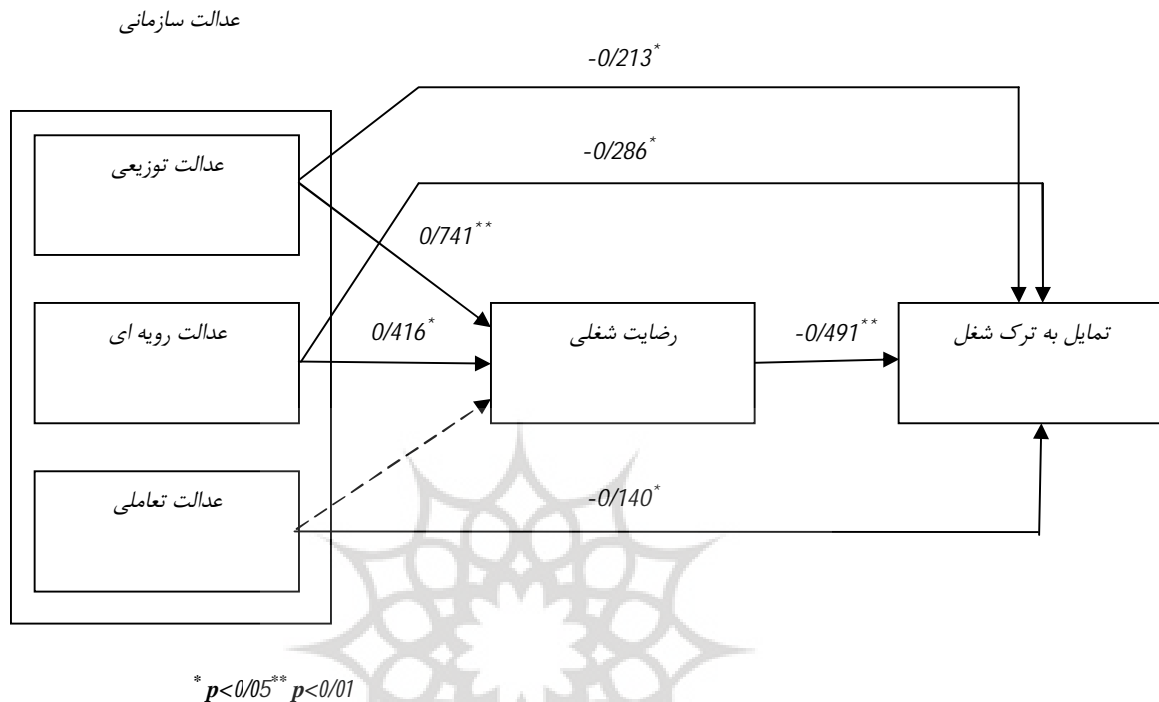 عدالت سازمانی
-0/213*
عدالت توزیعی
-0/286*
0/741**
عدالت رویه ای
0/416*
رضایت شغلی
-0/491**
تمایل به ترک شغل
عدالت تعاملی
-0/140*
* p<0/05** p<0/01